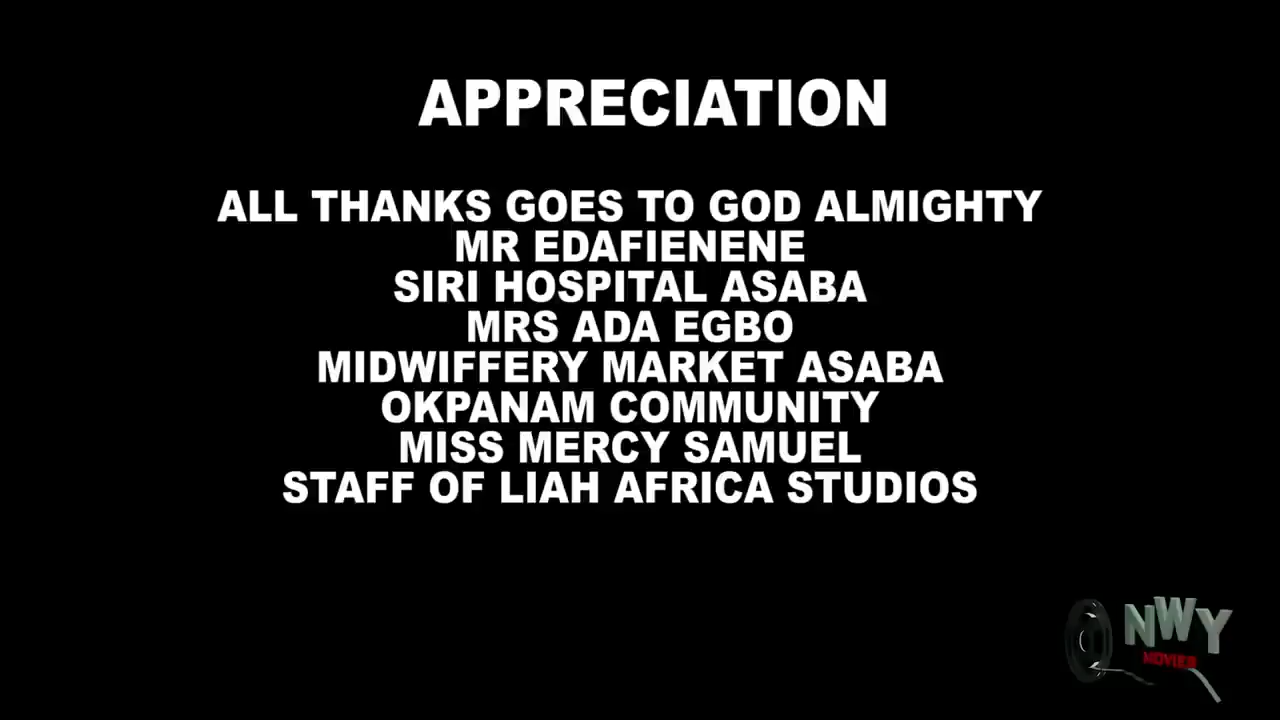 APPRECIATION
ALL THANKS GOES TO GOD ALMIGHTY
MR EDAFIENENE
SIRI HOSPITAL ASABA
MRS ADA EGBO
MIDWIFFERY MARKET ASABA
OKPANAM COMMUNITY
MISS MERCY SAMUEL
STAFF OF LIAH AFRICA STUDIOS
NWY
MOVIES